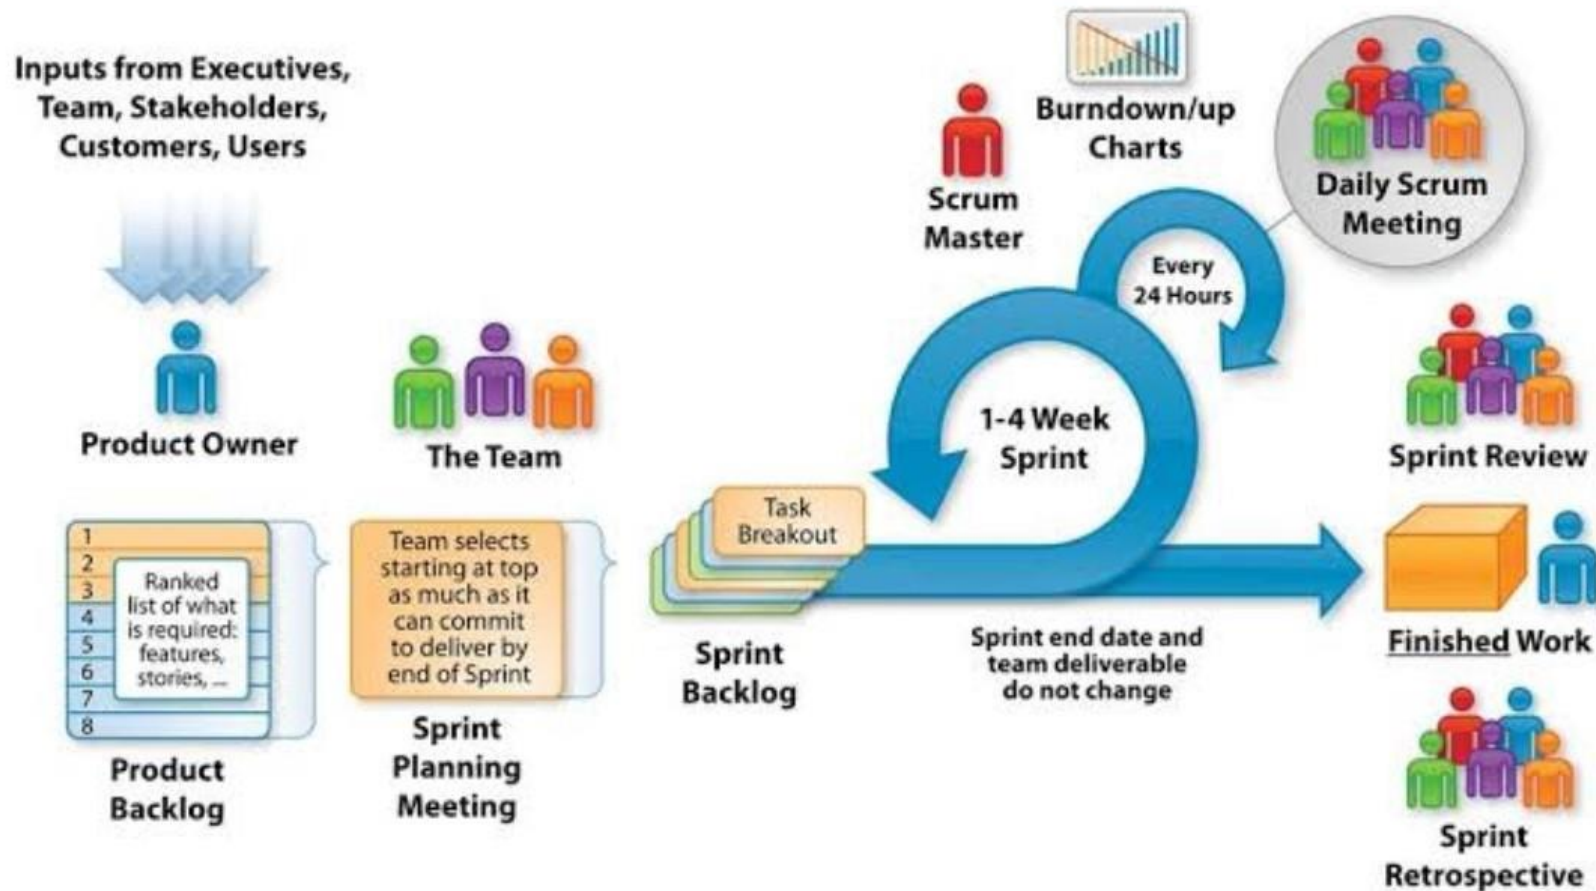 Inputs from Executives,
Team, Stakeholders,
Customers, Users
Product Owner
The Team
1
2
3
4
5
6
7
8
Ranked
list of what
is required:
features,
stories, ...
Product
Backlog
Team selects
starting at top
as much as it
can commit
to deliver by
end of Sprint
Sprint
Planning
Meeting
Task
Breakout
Sprint
Backlog
Scrum
Master
Burndown/up
Charts
Daily Scrum
Meeting
Every
24 Hours
1-4 Week
Sprint
Sprint end date and
team deliverable
do not change
Sprint Review
Finished Work
Sprint
Retrospective